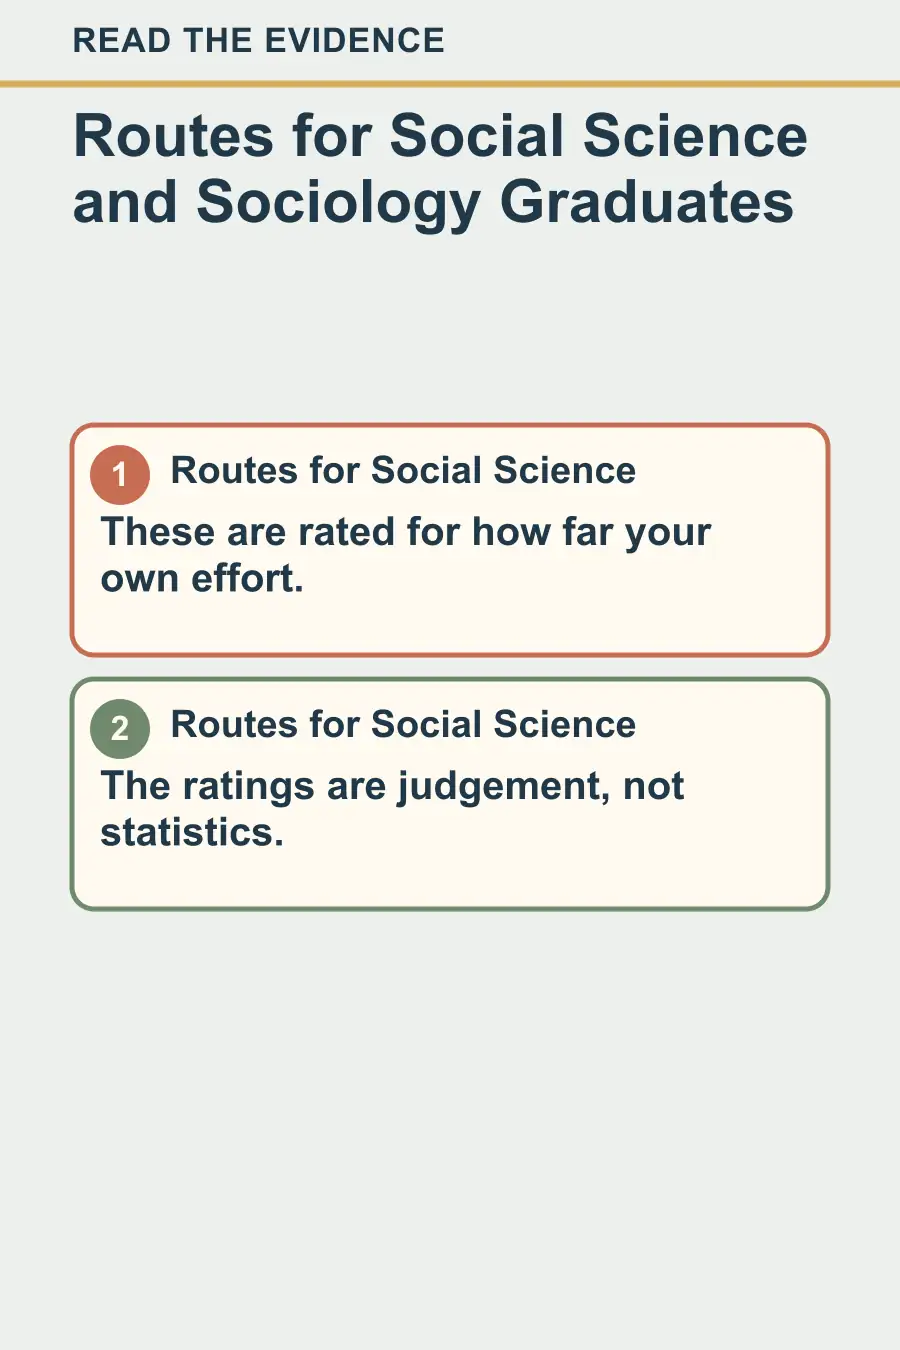 READ THE EVIDENCE
Routes for Social Science
and Sociology Graduates
1 Routes for Social Science
These are rated for how far your
own effort.
2 Routes for Social Science
The ratings are judgement, not
statistics.